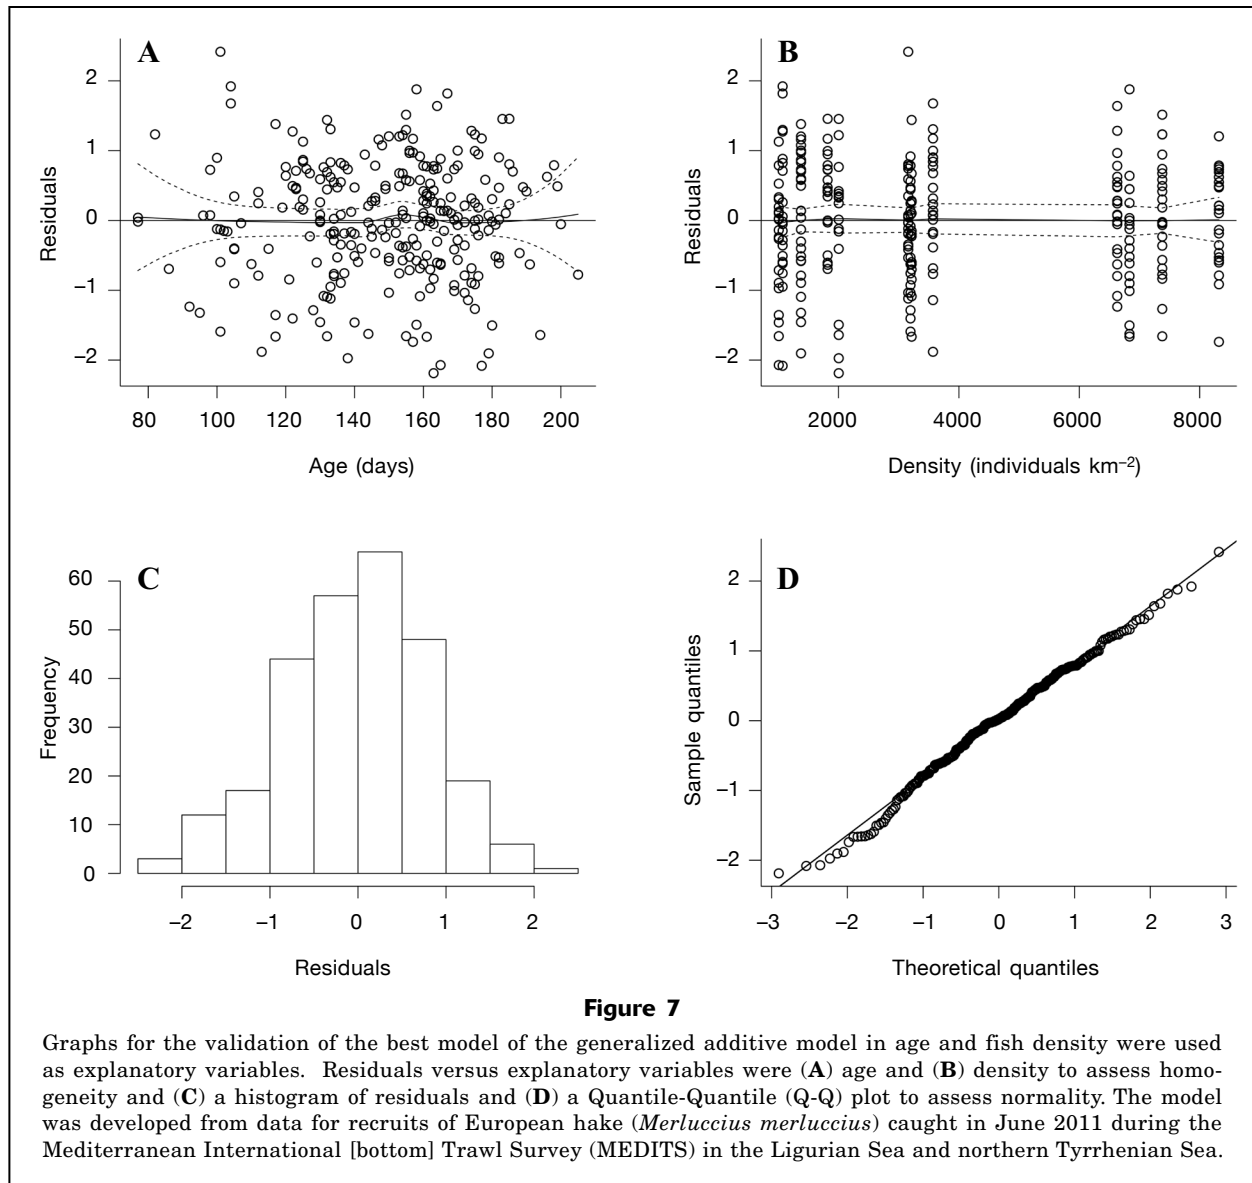 A
2
1
0
−1
−2
Residuals
80 100 120 140 160 180 200
Age (days)
B
2
1
0
−1
−2
Residuals
2000 4000 6000 8000
Density (individuals km−2)
C
60
50
40
30
20
10
0
Frequency
−2 −1 0 1 2
Residuals
D
2
1
0
−1
−2
Sample quantiles
−3 −2 −1 0 1 2 3
Theoretical quantiles
Figure 7
Graphs for the validation of the best model of the generalized additive model in age and fish density were used
as explanatory variables. Residuals versus explanatory variables were (A) age and (B) density to assess homo-
geneity and (C) a histogram of residuals and (D) a Quantile-Quantile (Q-Q) plot to assess normality. The model
was developed from data for recruits of European hake (Merluccius merluccius) caught in June 2011 during the
Mediterranean International [bottom] Trawl Survey (MEDITS) in the Ligurian Sea and northern Tyrrhenian Sea.